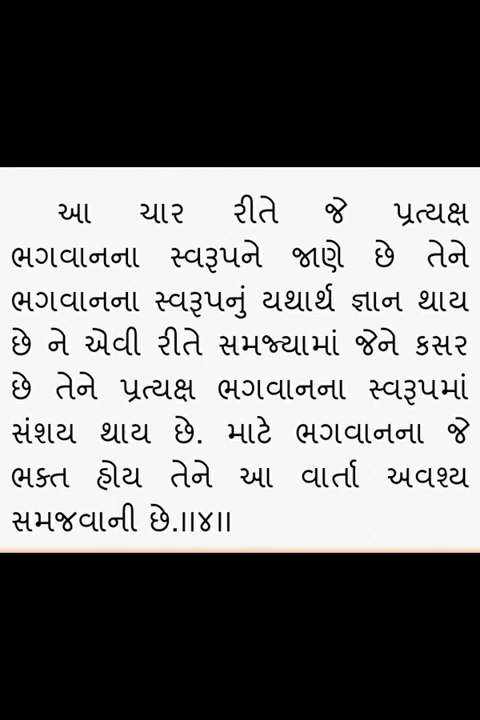 આ ચાર રીતે જે પ્રત્યક્ષ
ભગવાનના સ્વરૂપને જાણે છે તેને
ભગવાનના સ્વરૂપનું યથાર્થ જ્ઞાન થાય
છે ને એવી રીતે સમજ્યામાં જેને કસર
છે તેને પ્રત્યક્ષ ભગવાનના સ્વરૂપમાં
સંશય થાય છે. માટે ભગવાનના જે
ભક્ત હોય તેને આ વાર્તા અવશ્ય
સમજવાની છે.॥૪॥